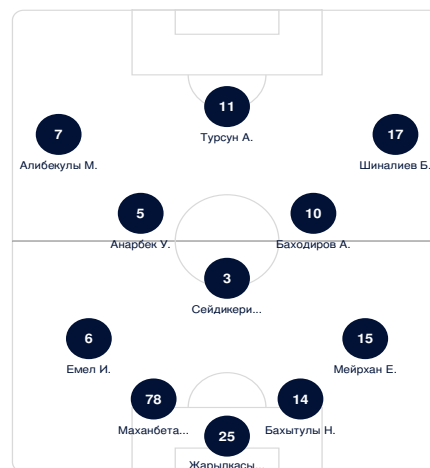 11
Турсун А.
7
Алибекулы М.
17
Шиналиев Б.
5
Анарбек У.
10
Баходиров А.
3
Сейдикери...
6
Емел И.
15
Мейрхан Е.
78
Маханбета...
14
Бахытулы Н.
25
Жарылкасы...